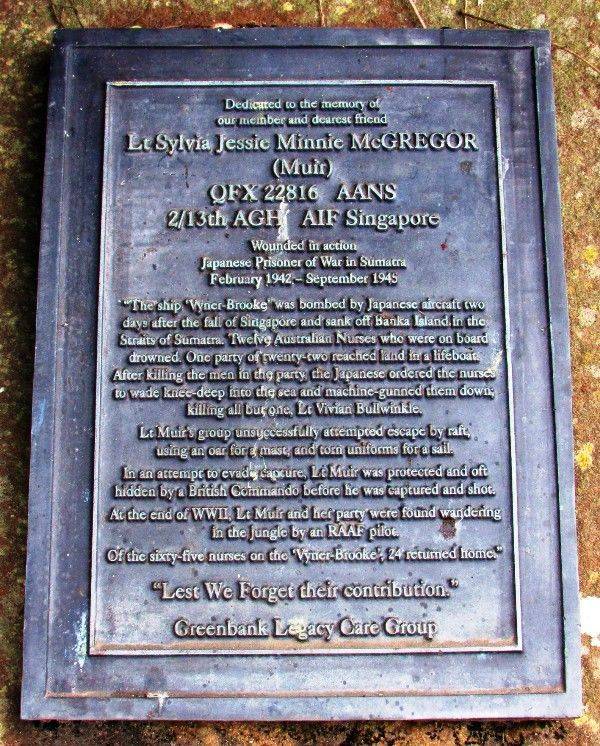 Dedicated to the memory of
our member and dearest friend
Lt Sylvia Jessie Minnie McGREGOR
(Muir)
QFX 22816 AANS
2/13th AGH AIF Singapore
Wounded in action
Japanese Prisoner of War in Sumatra
February 1942 – September 1945
"The ship 'Vyner-Brooke' was bombed by Japanese aircraft two
days after the fall of Singapore and sank off Banka Island in the
Straits of Sumatra. Twelve Australian Nurses who were on board
drowned. One party of twenty-two reached land in a lifeboat.
After killing the men in the party, the Japanese ordered the nurses
to wade knee-deep into the sea and machine-gunned them down,
killing all but one, Lt Vivian Bullwinkle.
Lt Muir's group unsuccessfully attempted escape by raft,
using an oar for a mast, and torn uniforms for a sail.
In an attempt to evade capture, Lt Muir was protected and oft
hidden by a British Commando before he was captured and shot.
At the end of WWII, Lt Muir and her party were found wandering
in the jungle by an RAAF pilot.
Of the sixty-five nurses on the 'Vyner-Brooke', 24 returned home."
"Lest We Forget their contribution."
Greenbank Legacy Care Group